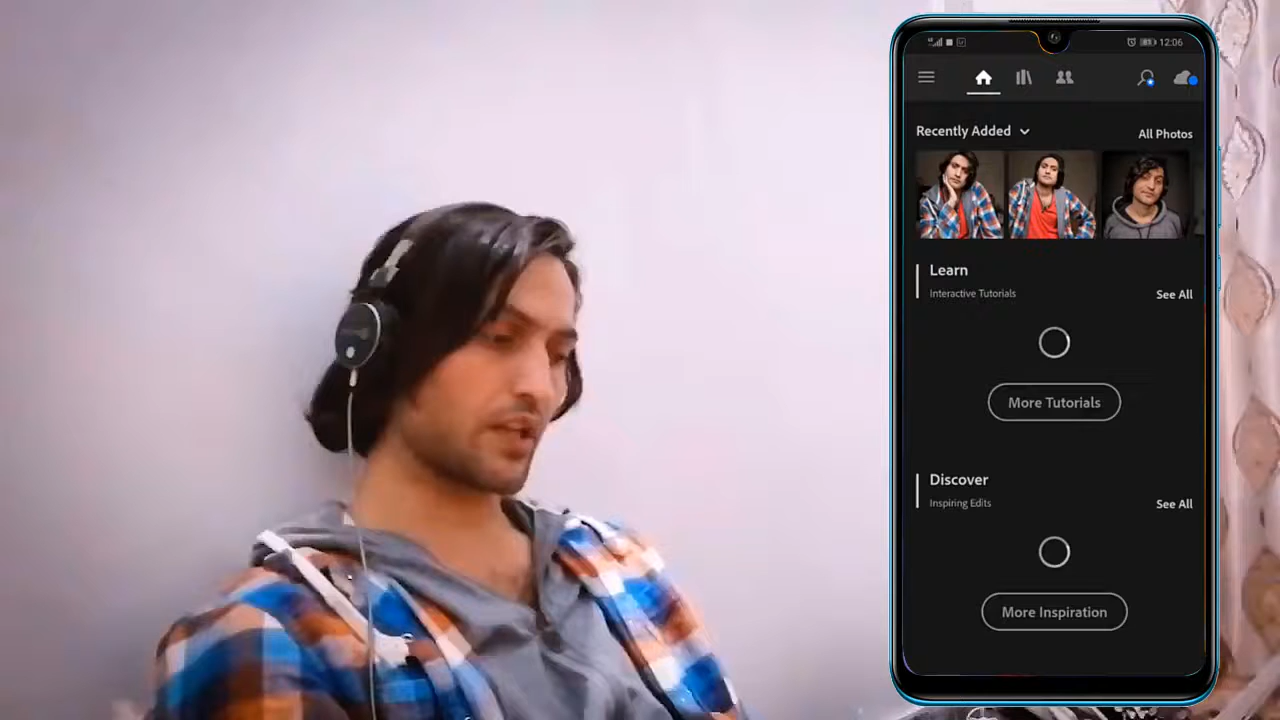 12:06
Recently Added
All Photos
Learn
Interactive Tutorials
See All
More Tutorials
Discover
Inspiring Edits
See All
More Inspiration